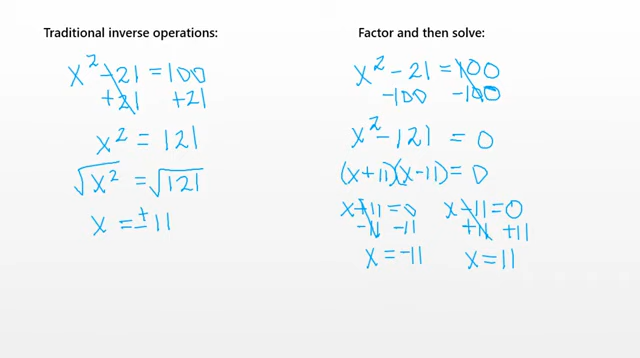 Traditional inverse operations:
x² - 21 = 100
+21 +21
x² = 121
√x² = √121
x = ±11
Factor and then solve:
x² - 21 = 100
-100 -100
x² - 121 = 0
(x+11)(x-11) = 0
x+11 = 0
-11 -11
x = -11
x-11 = 0
+11 +11
x = 11